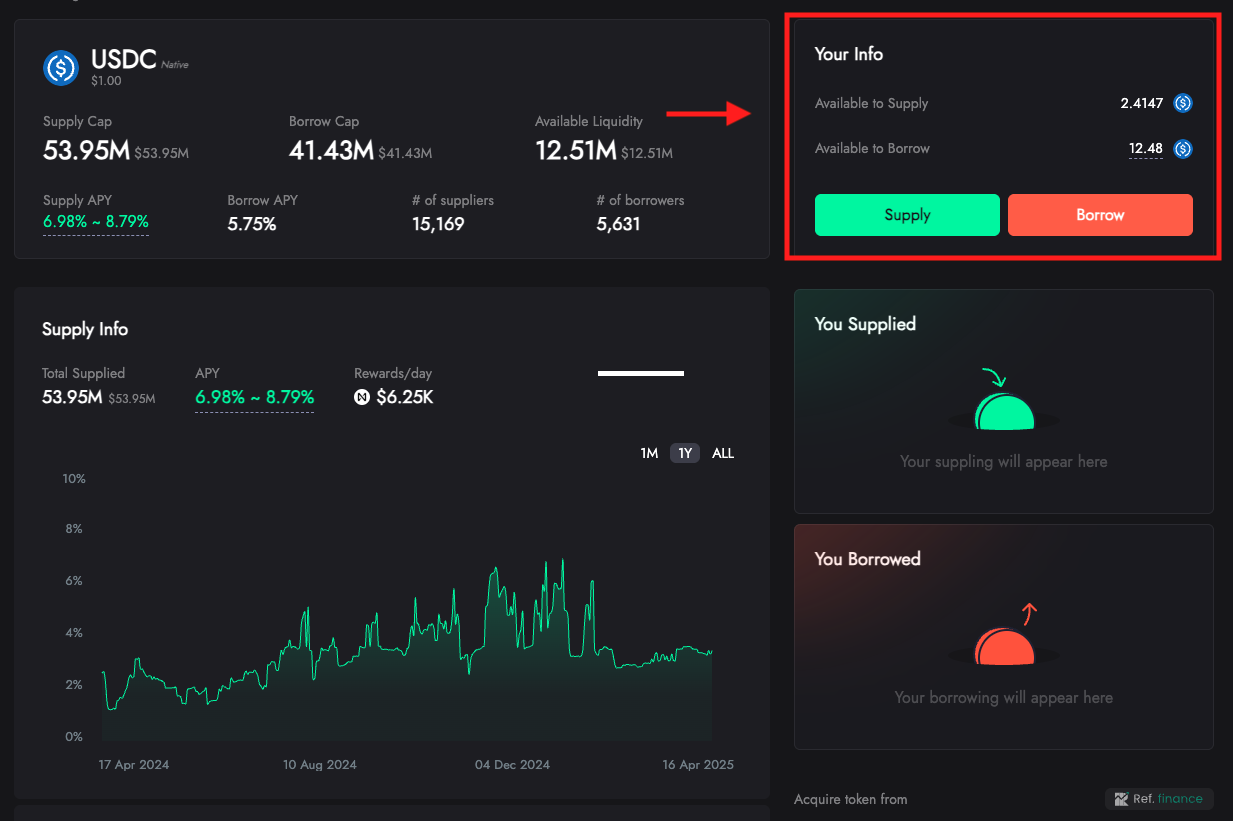 USDC Native
$1.00
Supply Cap Borrow Cap Available Liquidity
53.95M $53.95M 41.43M $41.43M 12.51M $12.51M
Supply APY Borrow APY # of suppliers # of borrowers
6.98% ~ 8.79% 5.75% 15,169 5,631
Your Info
Available to Supply 2.4147
Available to Borrow 12.48
Supply Borrow
Supply Info
Total Supplied APY Rewards/day
53.95M $53.95M 6.98% ~ 8.79% $6.25K
1M 1Y ALL
10%
8%
6%
4%
2%
0%
17 Apr 2024 10 Aug 2024 04 Dec 2024 16 Apr 2025
You Supplied
Your suppling will appear here
You Borrowed
Your borrowing will appear here
Acquire token from Ref. finance